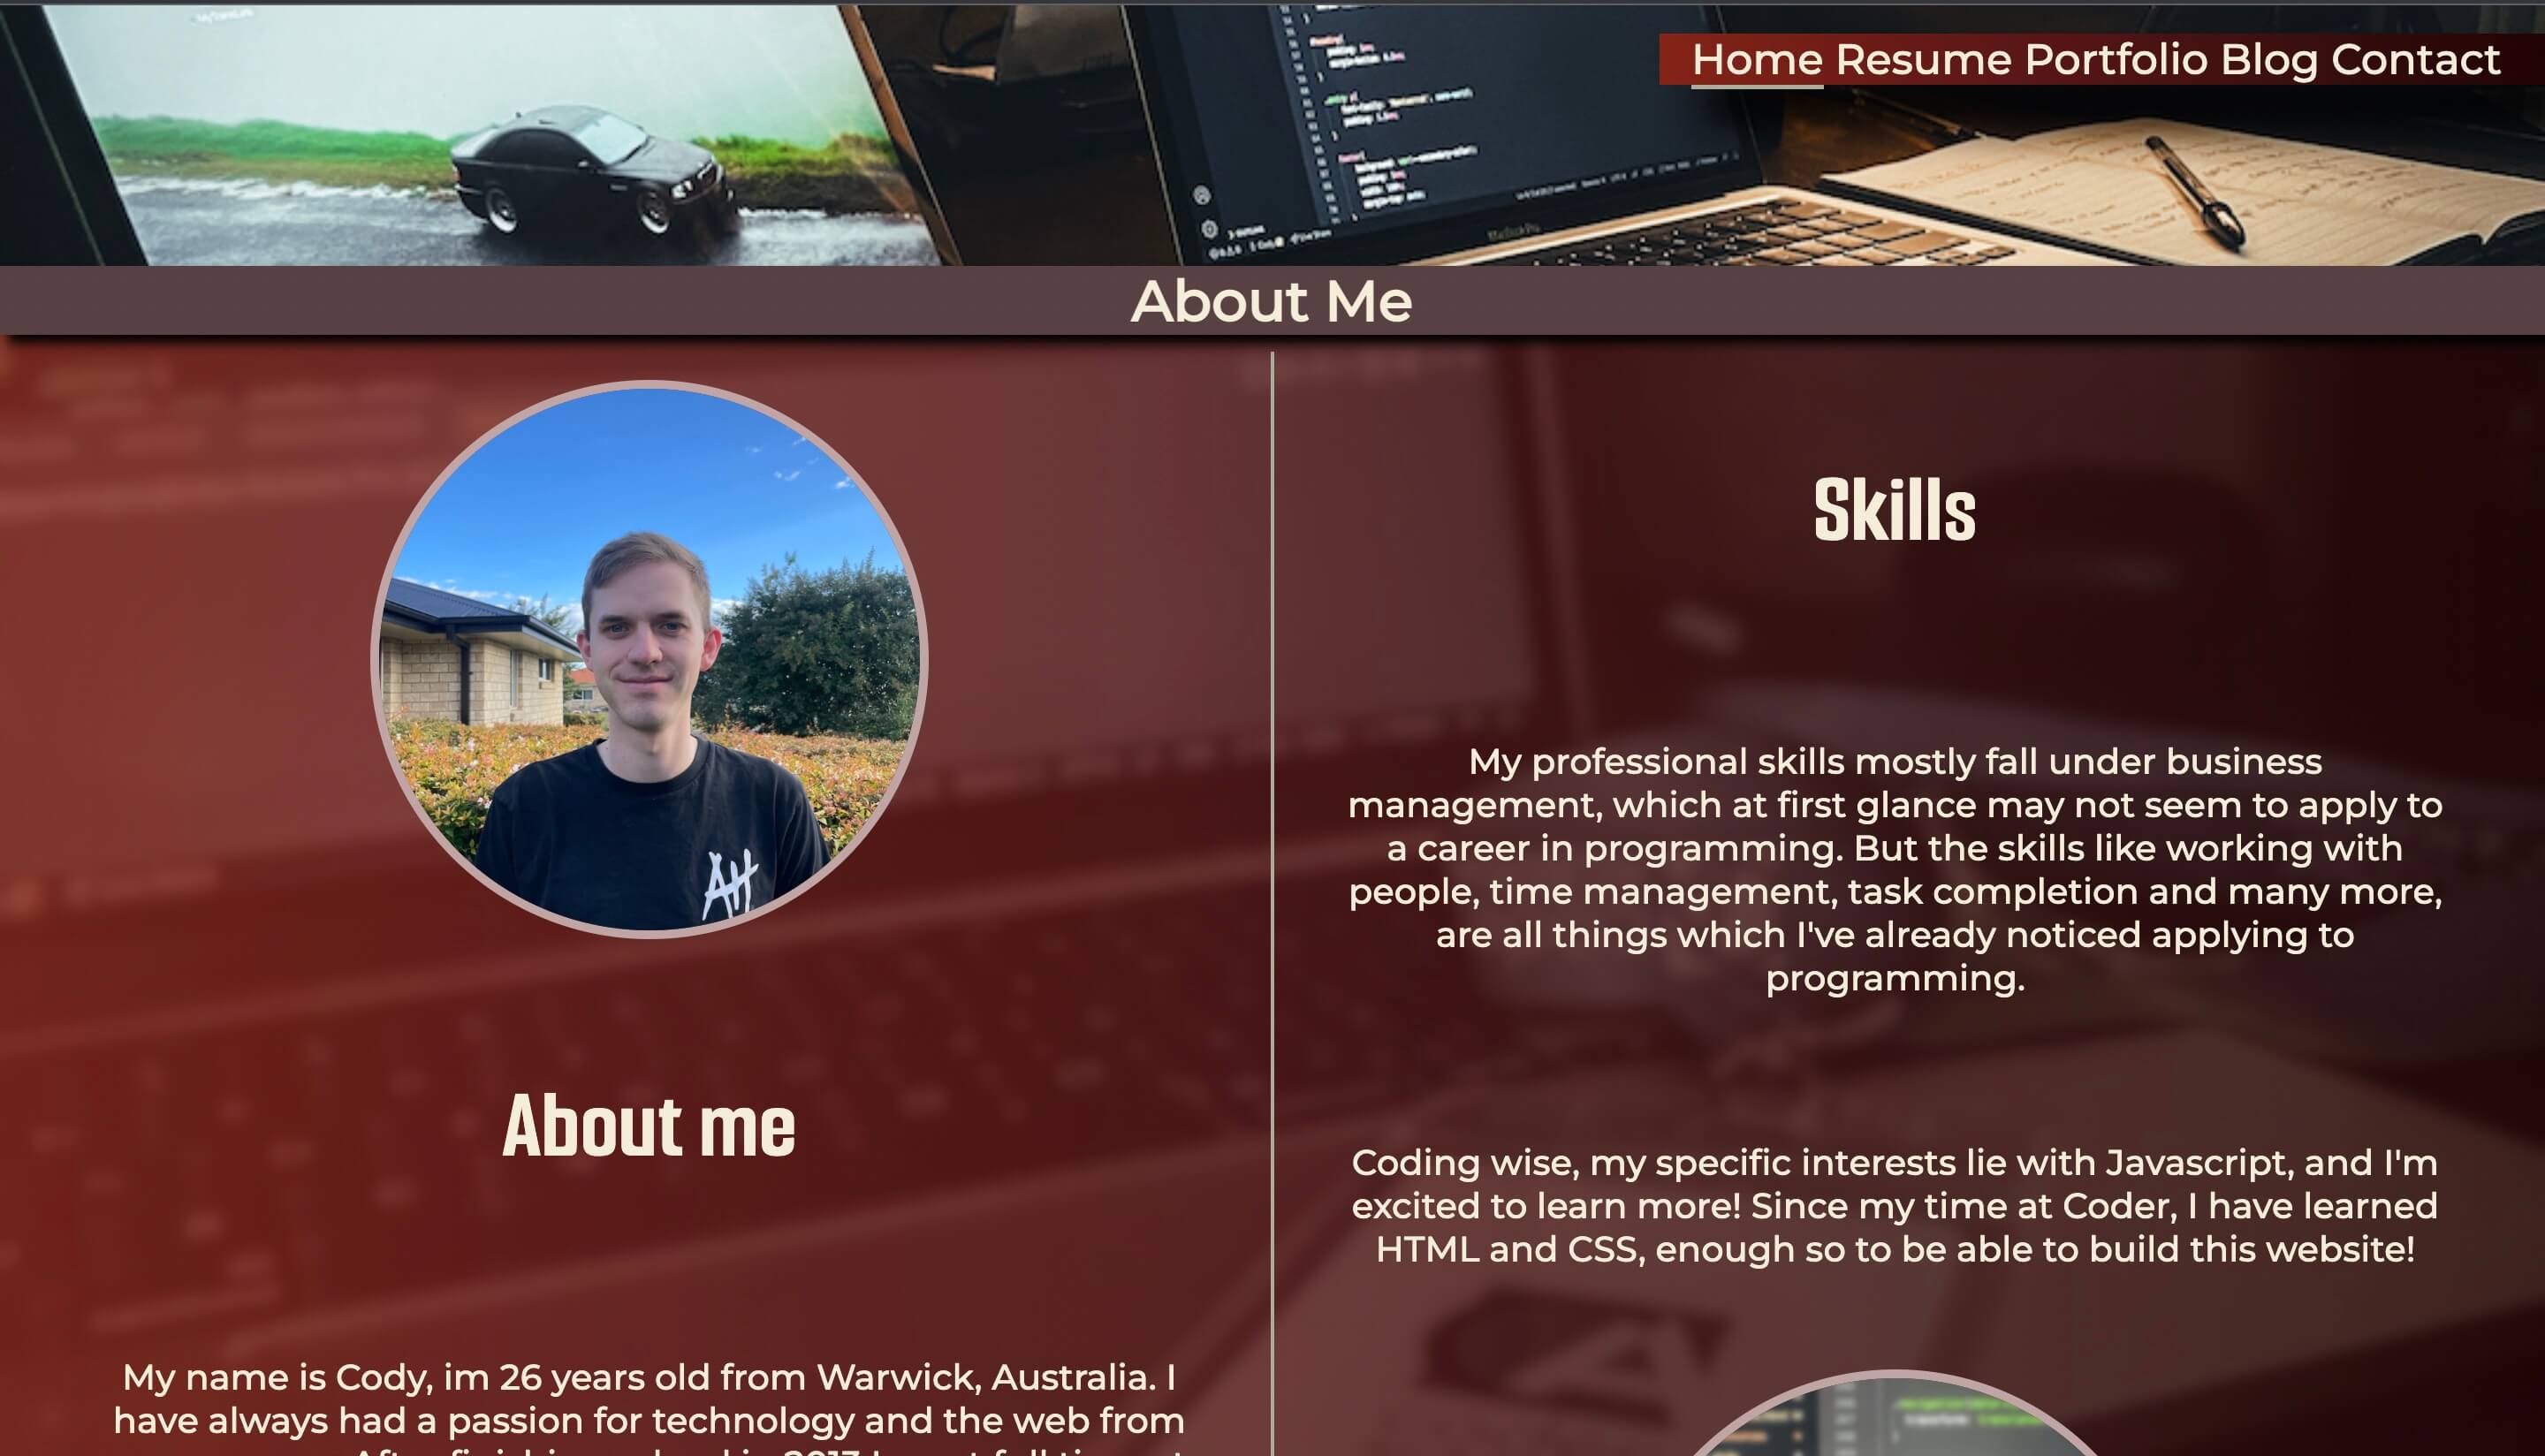 Home Resume Portfolio Blog Contact
About Me
AH
About me
My name is Cody, im 26 years old from Warwick, Australia. I
have always had a passion for technology and the web from
Skills
My professional skills mostly fall under business
management, which at first glance may not seem to apply to
a career in programming. But the skills like working with
people, time management, task completion and many more,
are all things which I've already noticed applying to
programming.
Coding wise, my specific interests lie with Javascript, and I'm
excited to learn more! Since my time at Coder, I have learned
HTML and CSS, enough so to be able to build this website!